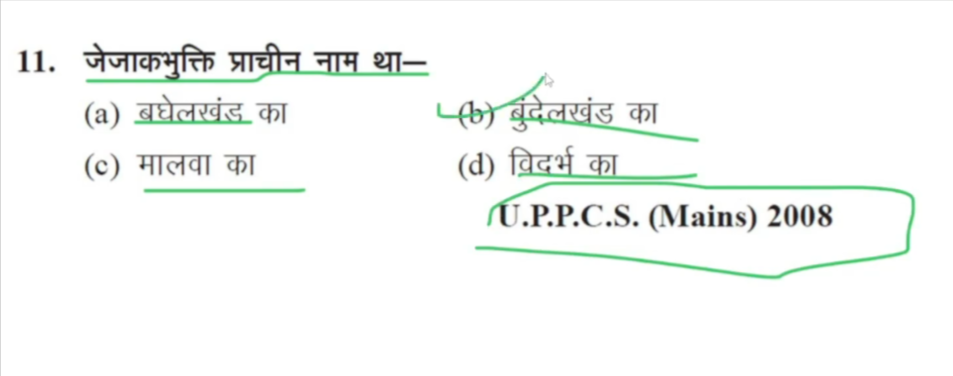 11. जेजाकभुक्ति प्राचीन नाम था—
(a) बघेलखंड का (b) बुंदेलखंड का
(c) मालवा का (d) विदर्भ का
U.P.P.C.S. (Mains) 2008